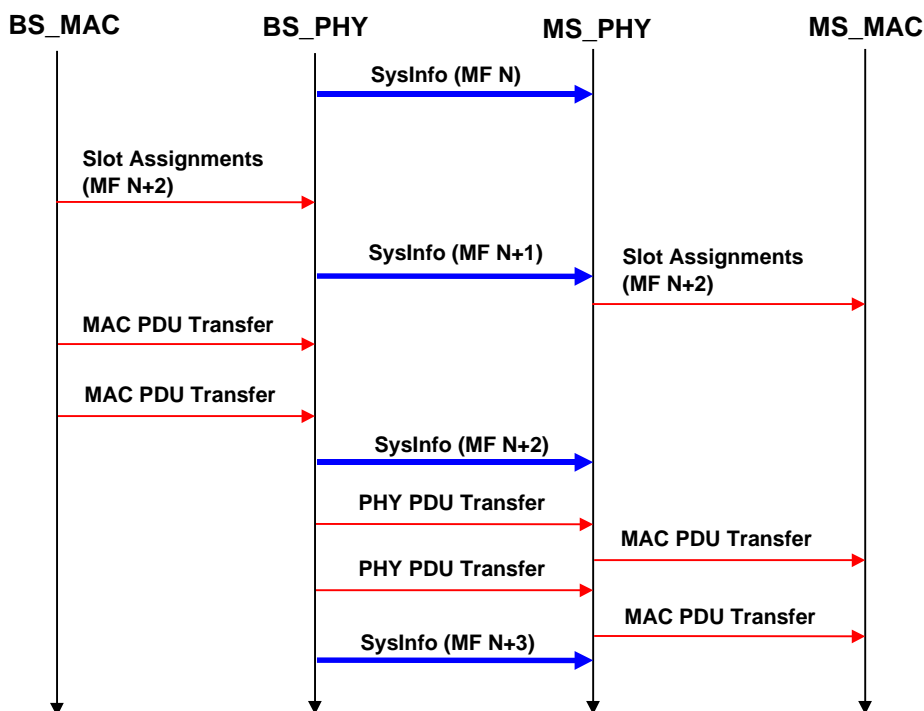 BS_MAC
BS_PHY
MS_PHY
MS_MAC
SysInfo (MF N)
Slot Assignments
(MF N+2)
SysInfo (MF N+1)
Slot Assignments
(MF N+2)
MAC PDU Transfer
MAC PDU Transfer
SysInfo (MF N+2)
PHY PDU Transfer
MAC PDU Transfer
PHY PDU Transfer
MAC PDU Transfer
SysInfo (MF N+3)